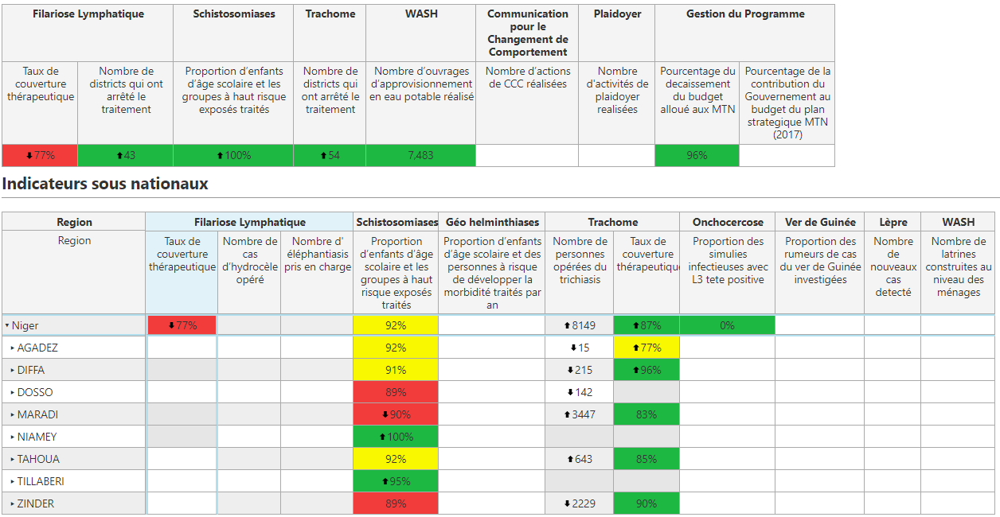 Filariose Lymphatique Schistosomiases Trachome WASH Communication pour le Changement de Comportement Plaidoyer Gestion du Programme
Taux de couverture thérapeutique Nombre de districts qui ont arrêté le traitement Proportion d’enfants d’âge scolaire et les groupes à haut risque exposés traités Nombre de districts qui ont arrêté le traitement Nombre d’ouvrages d’approvisionnement en eau potable réalisé Nombre d’actions de CCC réalisées Nombre d’activités de plaidoyer realisées Pourcentage du decaissement du budget alloué aux MTN Pourcentage de la contribution du Gouvernement au budget du plan strategique MTN (2017)
⬇77% ⬆43 ⬆100% ⬆54 7,483 96%
Indicateurs sous nationaux
Region Filariose Lymphatique Schistosomiases Géo helminthiases Trachome Onchocercose Ver de Guinée Lèpre WASH
Region Taux de couverture thérapeutique Nombre de cas d’hydrocèle opéré Nombre d' éléphantiasis pris en charge Proportion d’enfants d’âge scolaire et les groupes à haut risque exposés traités Proportion d’enfants d’âge scolaire et des personnes à risque de développer la morbidité traités par an Nombre de personnes opérées du trichiasis Taux de couverture thérapeutique Proportion des simulies infectieuses avec L3 tete positive Proportion des rumeurs de cas du ver de Guinée investigées Nombre de nouveaux cas detecté Nombre de latrines construites au niveau des ménages
▾ Niger ⬇77% 92% ⬆8149 ⬆87% 0%
▸ AGADEZ 92% ⬇15 ⬆77%
▸ DIFFA 91% ⬇215 ⬆96%
▸ DOSSO 89% ⬇142
▸ MARADI ⬇90% ⬆3447 83%
▸ NIAMEY ⬆100%
▸ TAHOUA 92% ⬆643 85%
▸ TILLABERI ⬆95%
▸ ZINDER 89% ⬇2229 90%